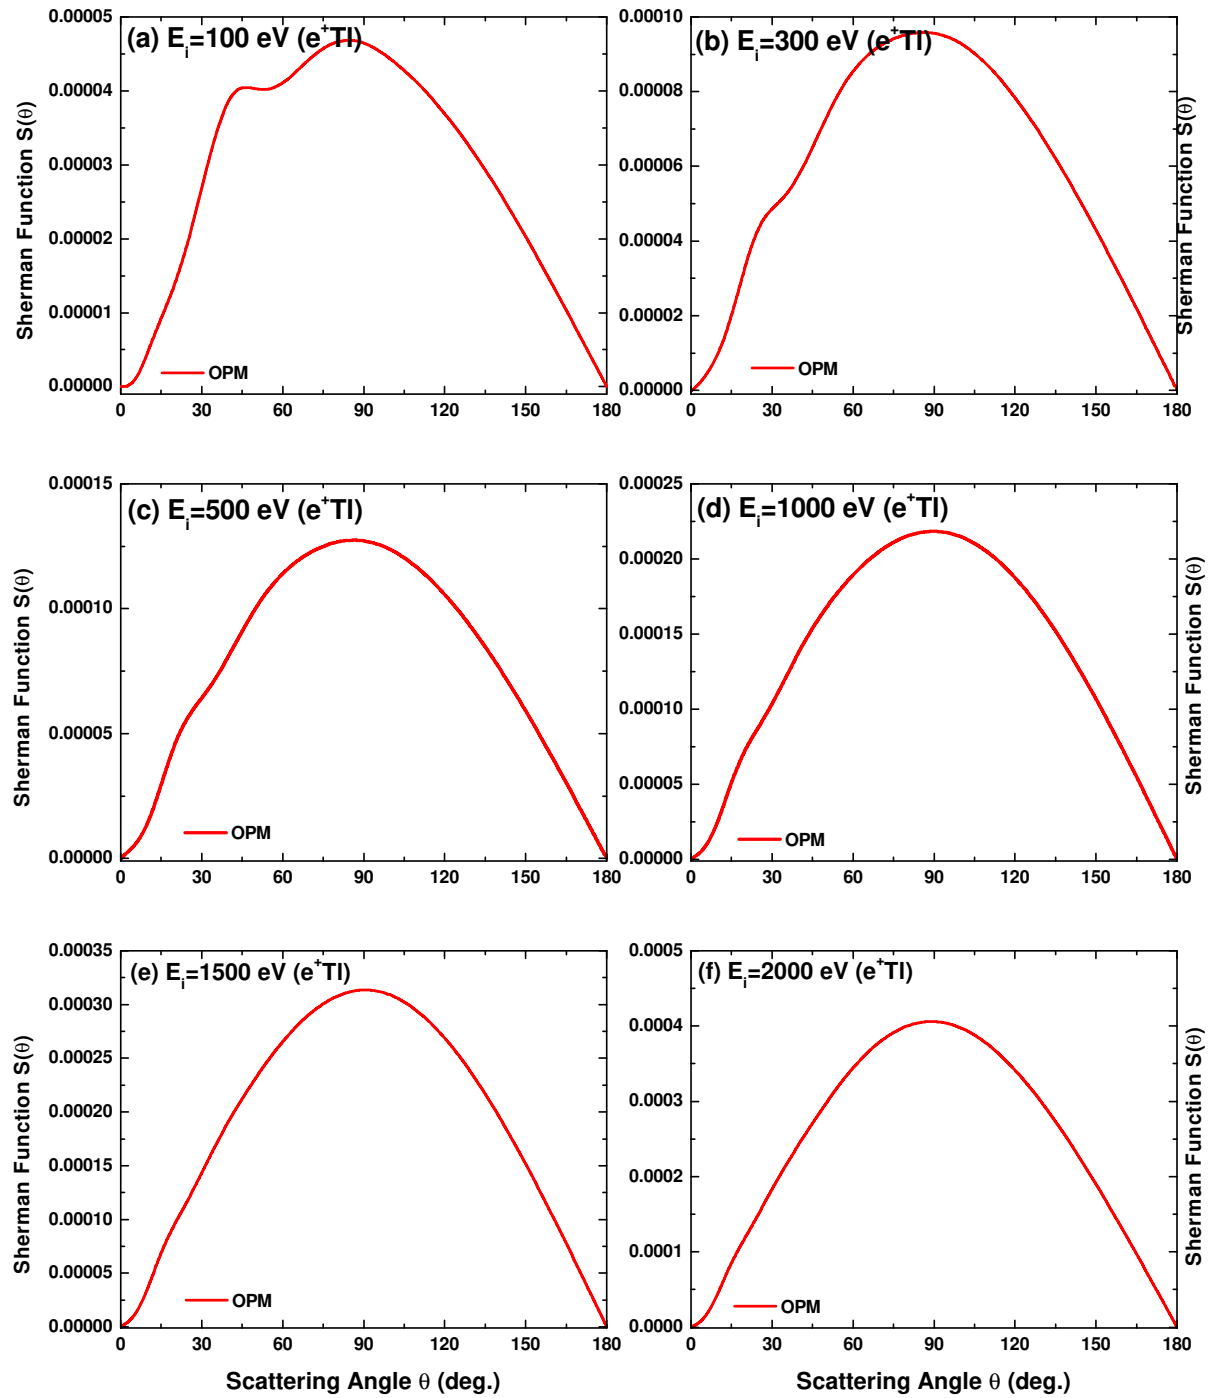 (a) E_i=100 eV (e⁺Tl)
Sherman Function S(θ)
0.00005
0.00004
0.00003
0.00002
0.00001
0.00000
OPM
0 30 60 90 120 150 180
(b) E_i=300 eV (e⁺Tl)
Sherman Function S(θ)
0.00010
0.00008
0.00006
0.00004
0.00002
0.00000
OPM
0 30 60 90 120 150 180
(c) E_i=500 eV (e⁺Tl)
Sherman Function S(θ)
0.00015
0.00010
0.00005
0.00000
OPM
0 30 60 90 120 150 180
(d) E_i=1000 eV (e⁺Tl)
Sherman Function S(θ)
0.00025
0.00020
0.00015
0.00010
0.00005
0.00000
OPM
0 30 60 90 120 150 180
(e) E_i=1500 eV (e⁺Tl)
Sherman Function S(θ)
0.00035
0.00030
0.00025
0.00020
0.00015
0.00010
0.00005
0.00000
OPM
0 30 60 90 120 150 180
Scattering Angle θ (deg.)
(f) E_i=2000 eV (e⁺Tl)
Sherman Function S(θ)
0.0005
0.0004
0.0003
0.0002
0.0001
0.0000
OPM
0 30 60 90 120 150 180
Scattering Angle θ (deg.)